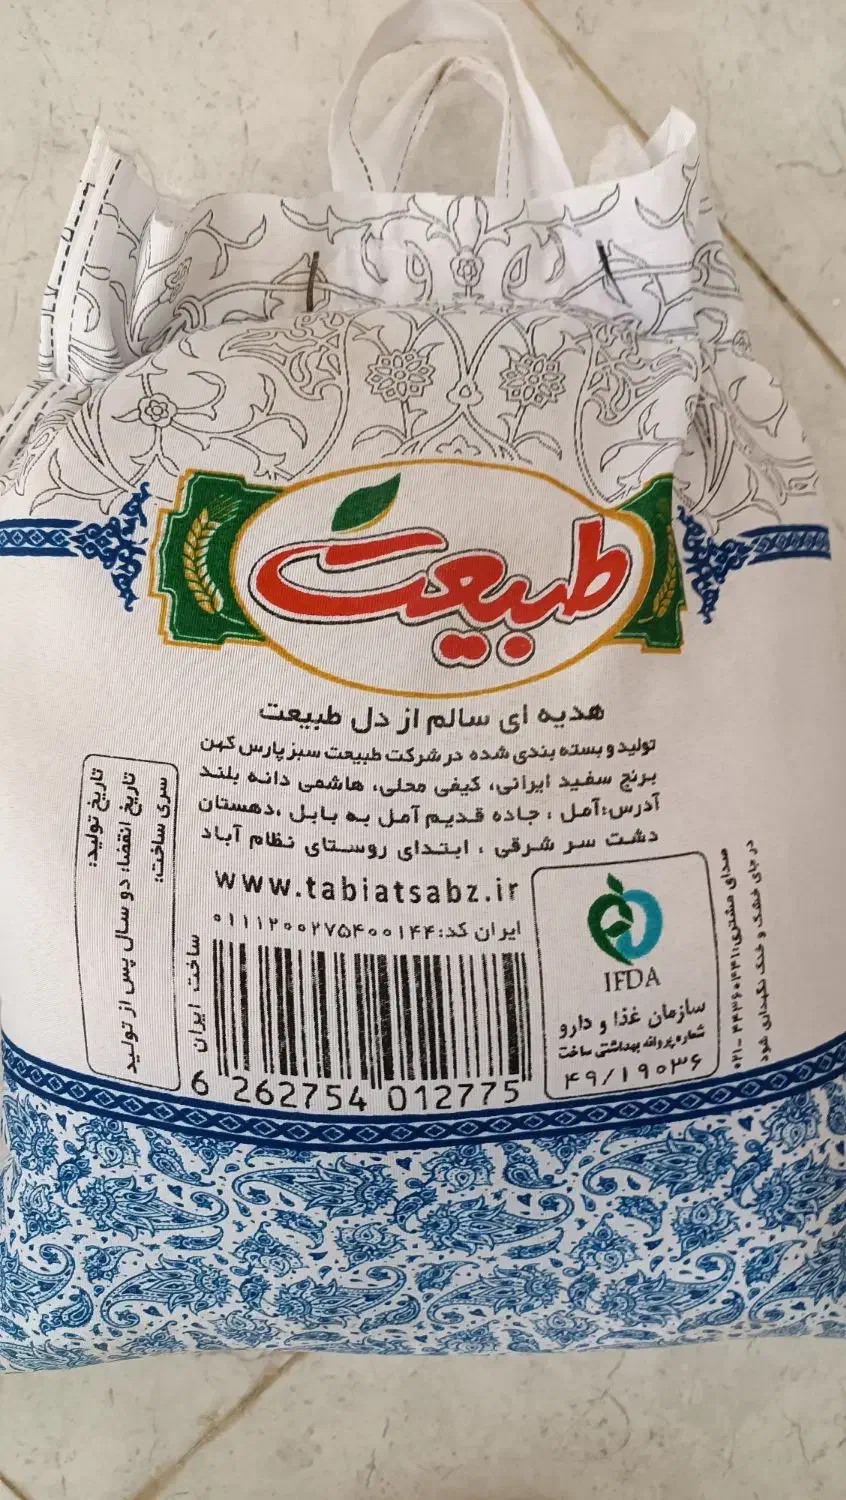 طبیعت
هدیه ای سالم از دل طبیعت
تولید و بسته بندی شده در شرکت طبیعت سبز پارس کهن
برنج سفید ایرانی، کیفی محلی، هاشمی دانه بلند
آدرس:آمل ، جاده قدیم آمل به بابل ،دهستان
دشت سر شرقی ، ابتدای روستای نظام آباد
www.tabiatsabz.ir
ایران کد:۰۱۱۱۲۰۰۲۷۵۴۰۰۱۴۴
ساخت ایران
6 262754 012775
IFDA
سازمان غذا و دارو
شماره پروانه بهداشتی ساخت
۴۹/۱۹۰۳۶
صدای مشتری:۴۴۳۶۰۳۴۱-۰۲۱
در جای خشک و خنک نگهداری شود
سری ساخت:
تاریخ انقضا: دو سال پس از تولید
تاریخ تولید: